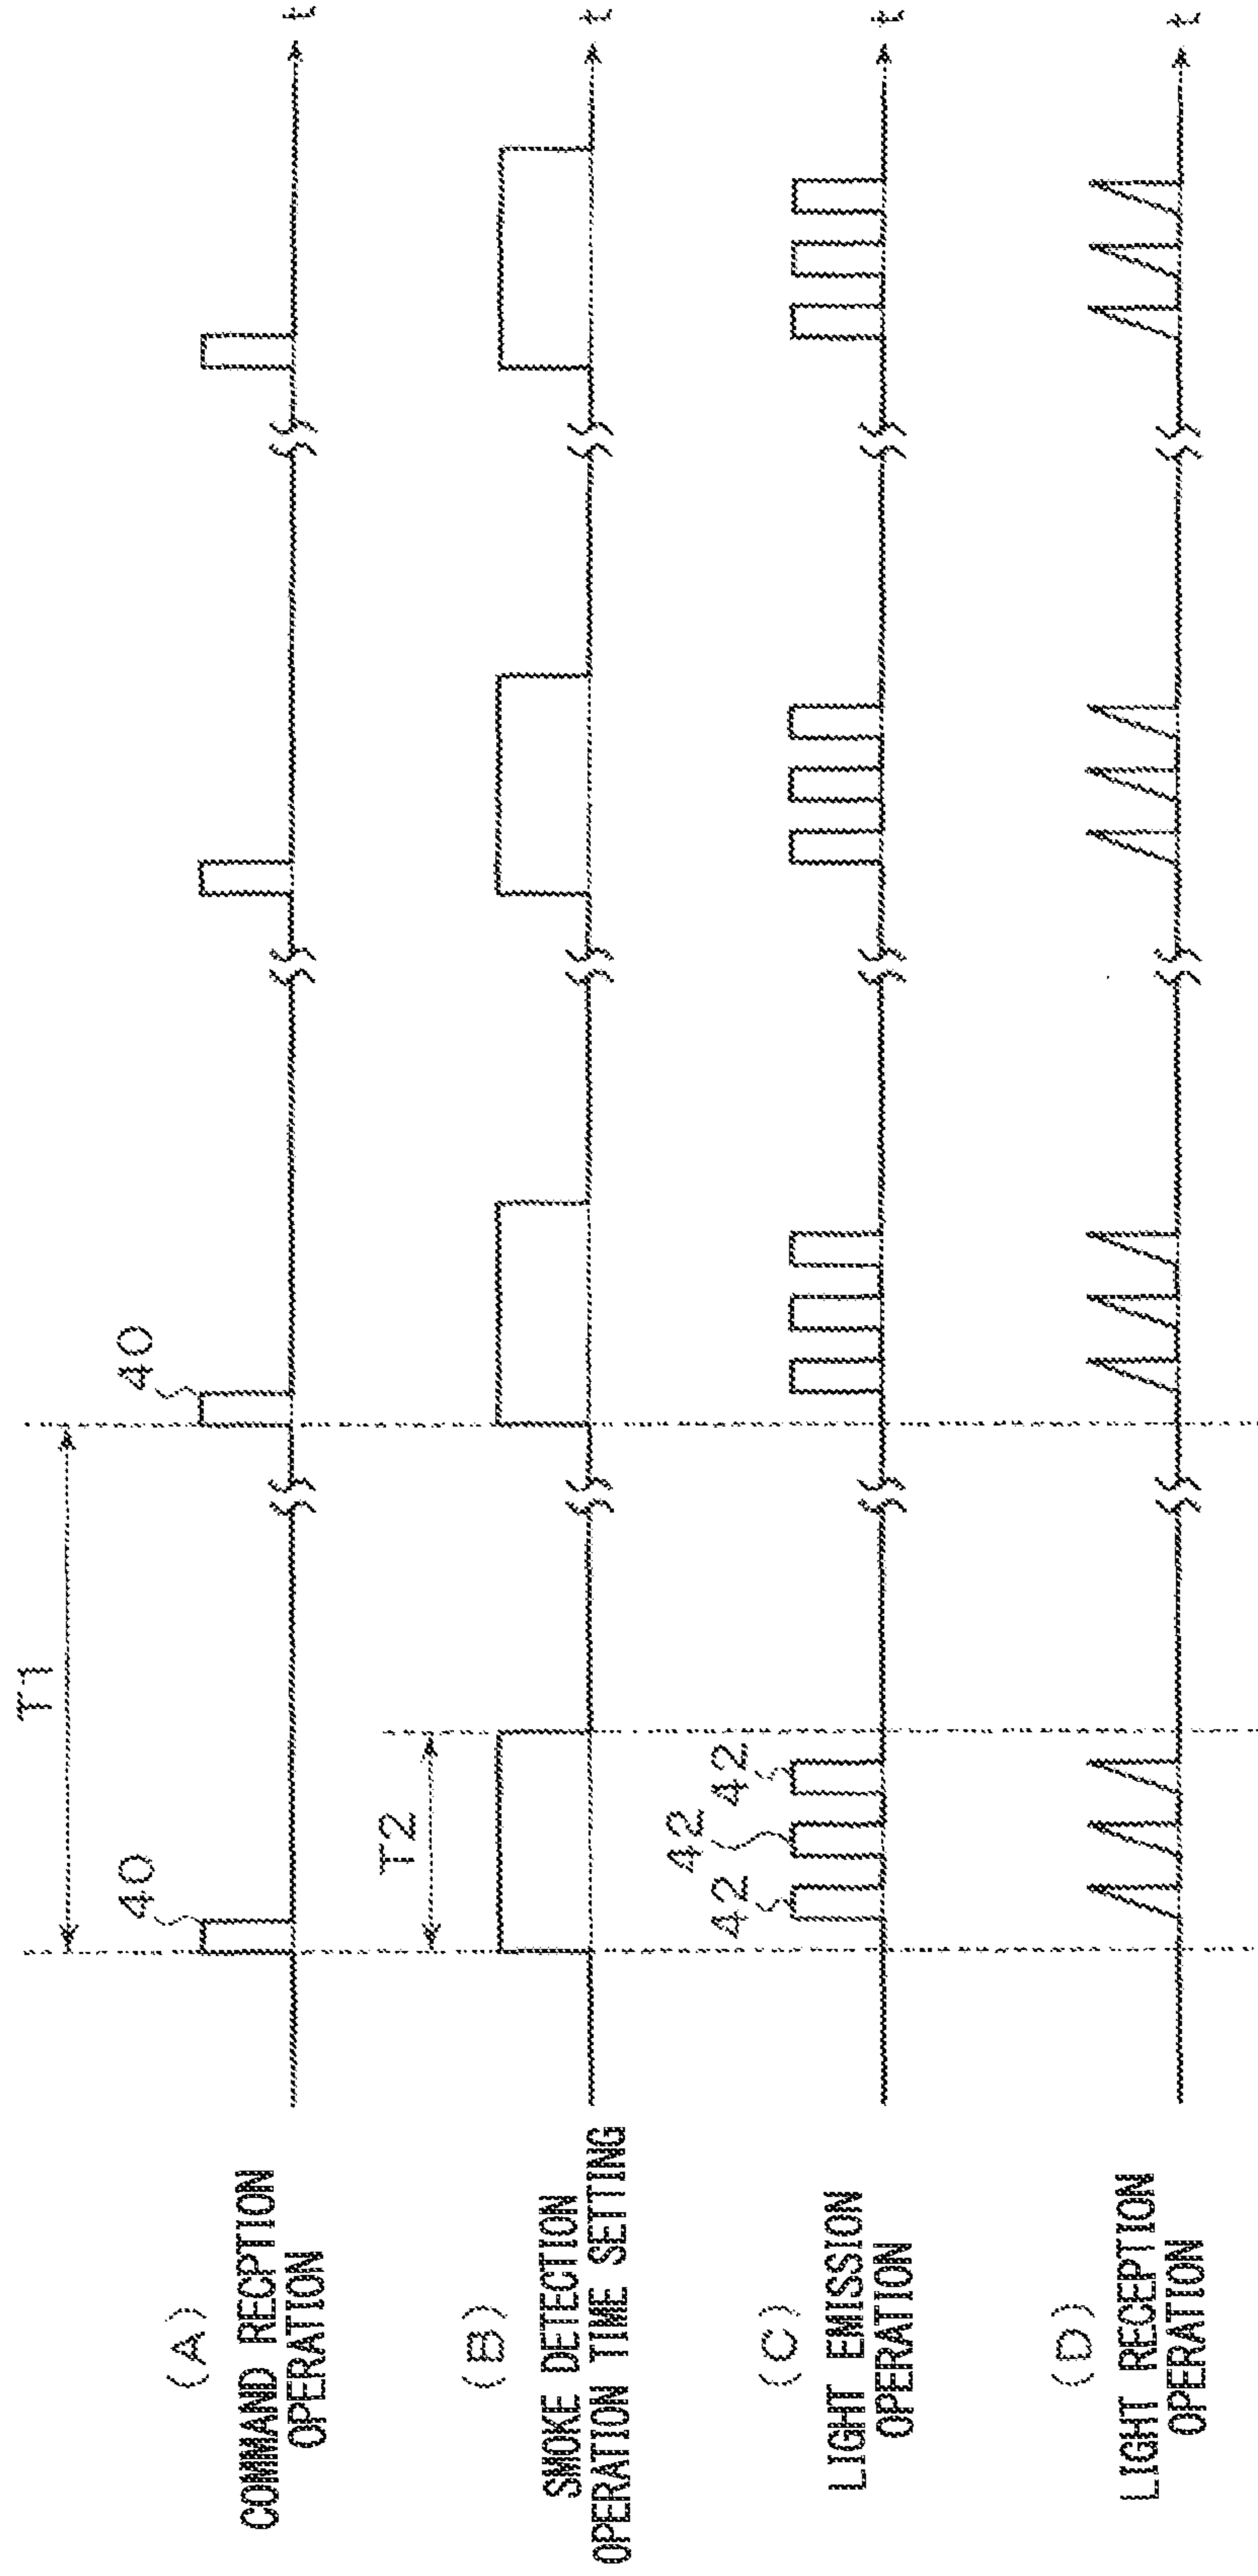 T1
40
40
t
(A)
COMMAND RECPTION
OPERATION
T2
t
(B)
SMOKE DETECTION
OPERATION TIME SETTING
42
42
42
t
(C)
LIGHT EMISSION
OPERATION
t
(D)
LIGHT RECEPTION
OPERATION